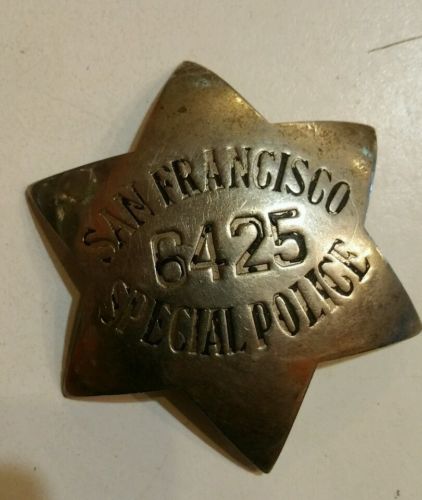 SAN FRANCISCO
6425
SPECIAL POLICE